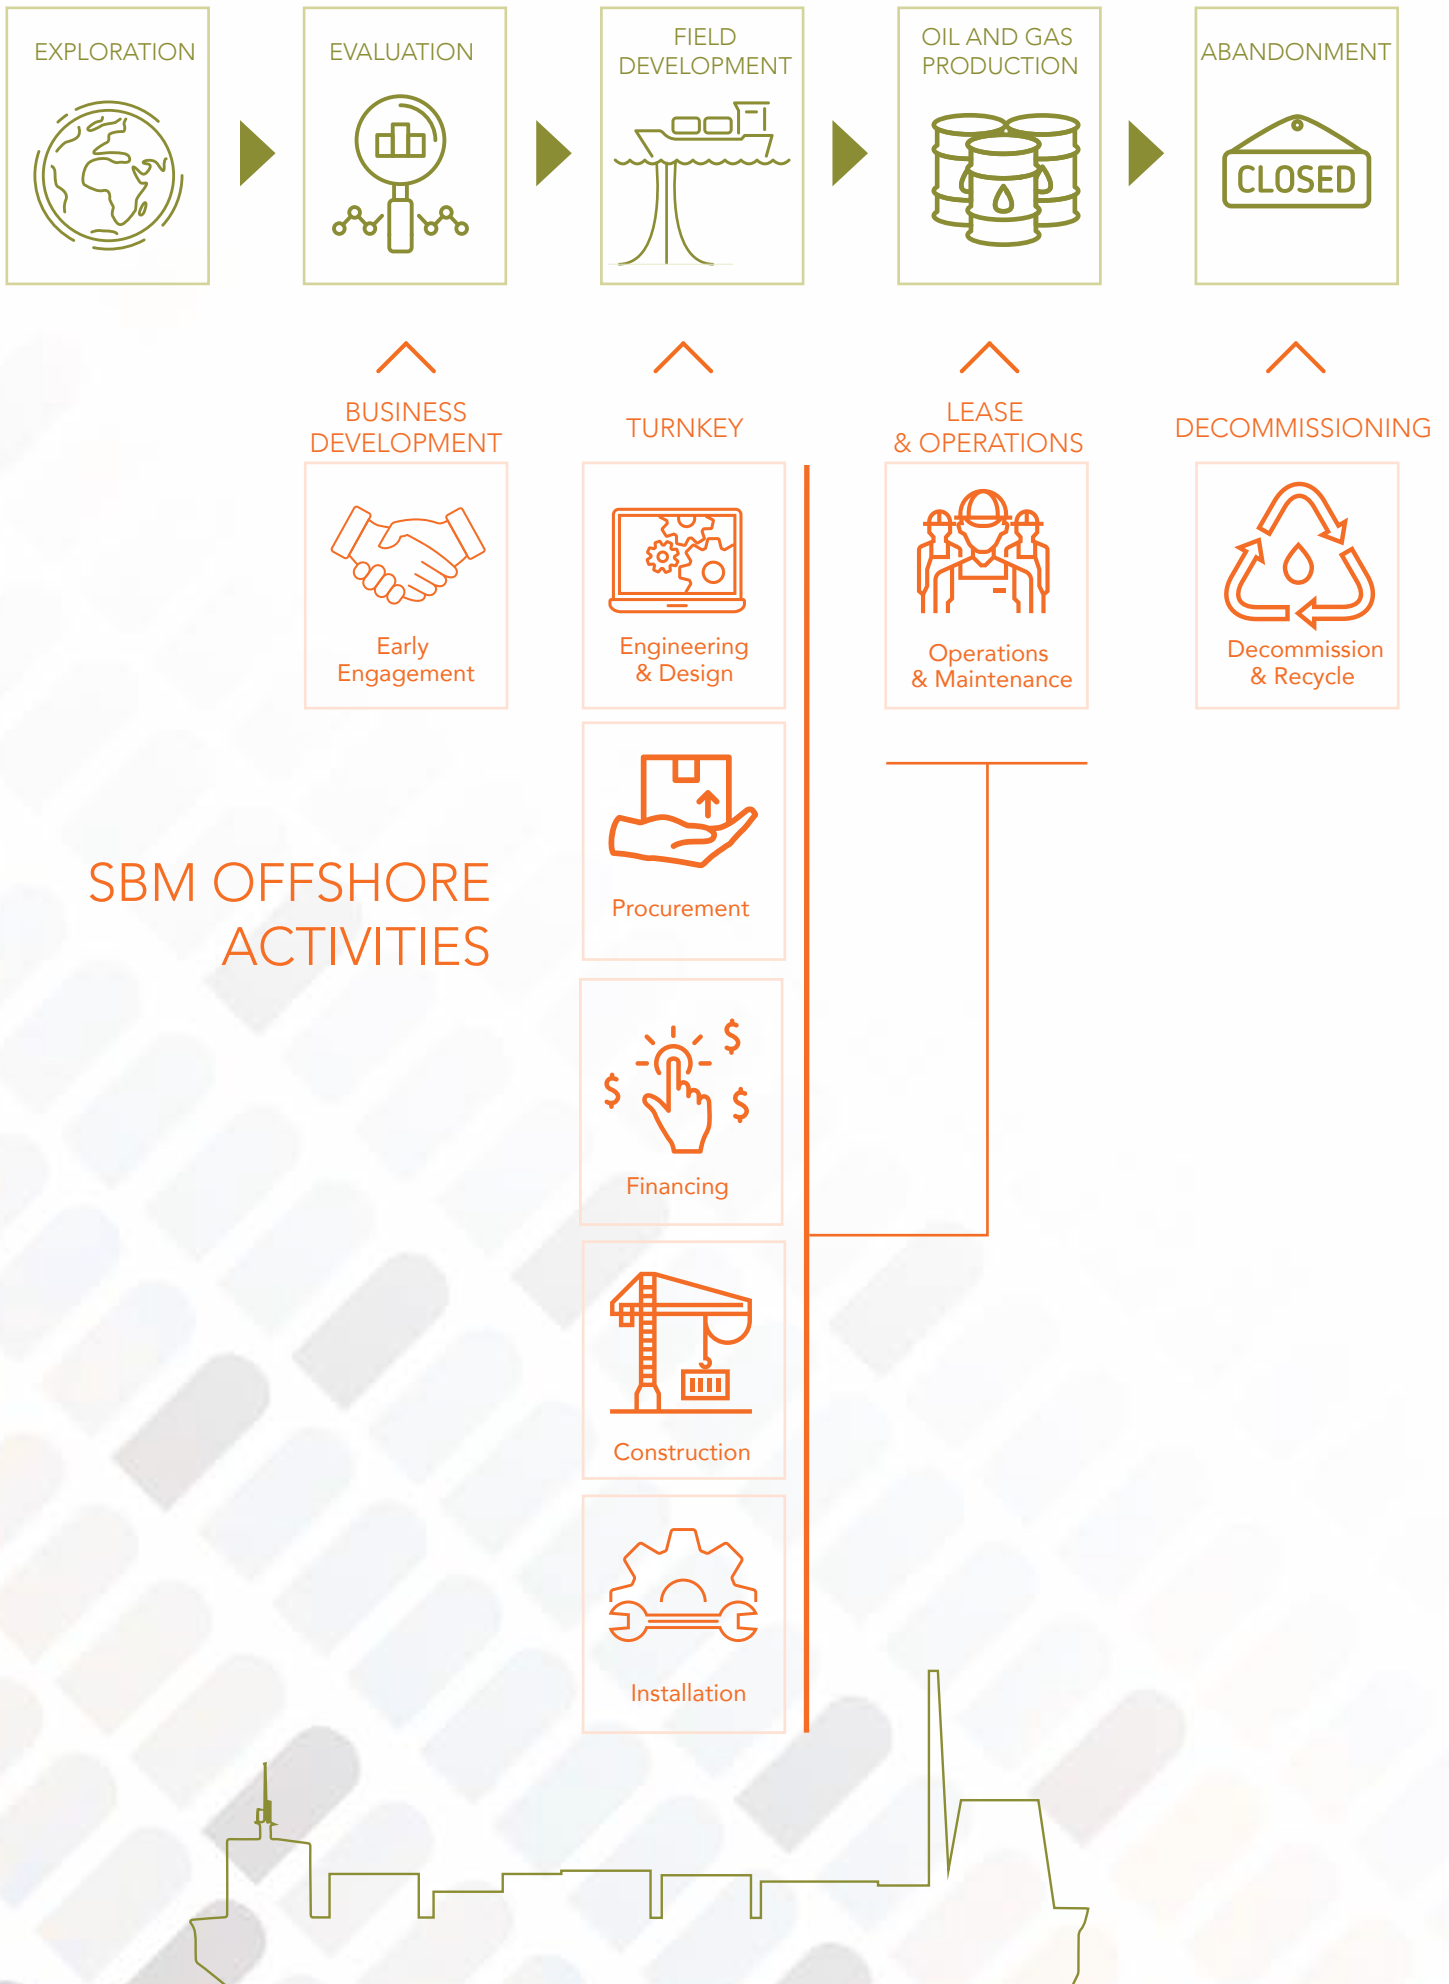 EXPLORATION
EVALUATION
FIELD
DEVELOPMENT
OIL AND GAS
PRODUCTION
ABANDONMENT
CLOSED
BUSINESS
DEVELOPMENT
TURNKEY
LEASE
& OPERATIONS
DECOMMISSIONING
Early
Engagement
Engineering
& Design
Operations
& Maintenance
Decommission
& Recycle
Procurement
SBM OFFSHORE
ACTIVITIES
$
$
$
Financing
Construction
Installation